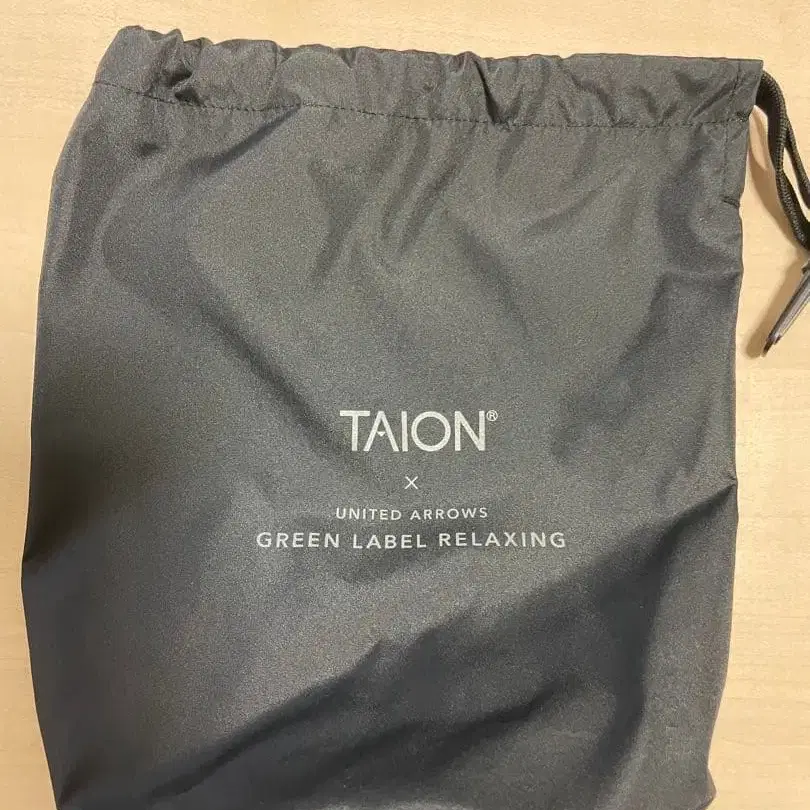 TAION®
×
UNITED ARROWS
GREEN LABEL RELAXING